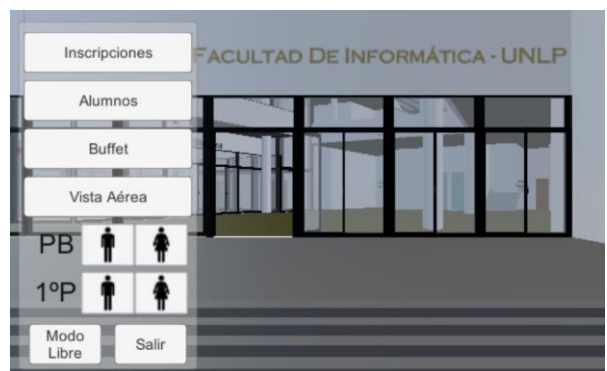 Inscripciones
FACULTAD DE INFORMÁTICA - UNLP
Alumnos
Buffet
Vista Aérea
PB
1ºP
Modo
Libre
Salir